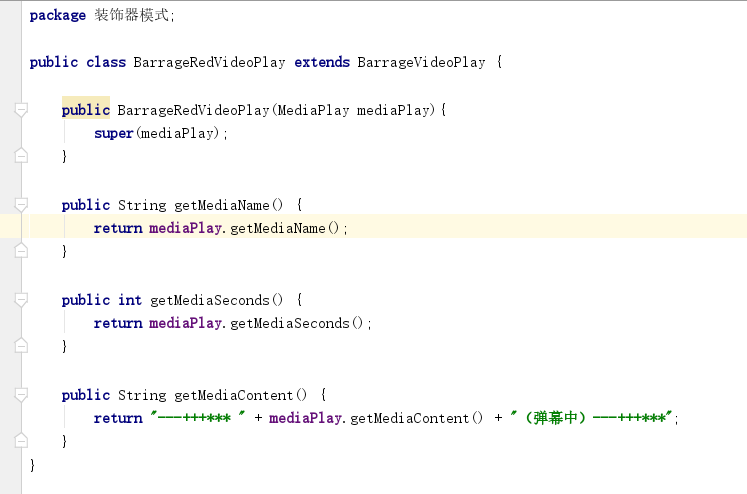 package 装饰器模式;
public class BarrageRedVideoPlay extends BarrageVideoPlay {
public BarrageRedVideoPlay(MediaPlay mediaPlay){
super(mediaPlay);
}
public String getMediaName() {
return mediaPlay.getMediaName();
}
public int getMediaSeconds() {
return mediaPlay.getMediaSeconds();
}
public String getMediaContent() {
return "---+++*** " + mediaPlay.getMediaContent() + "（弹幕中）---+++***";
}
}